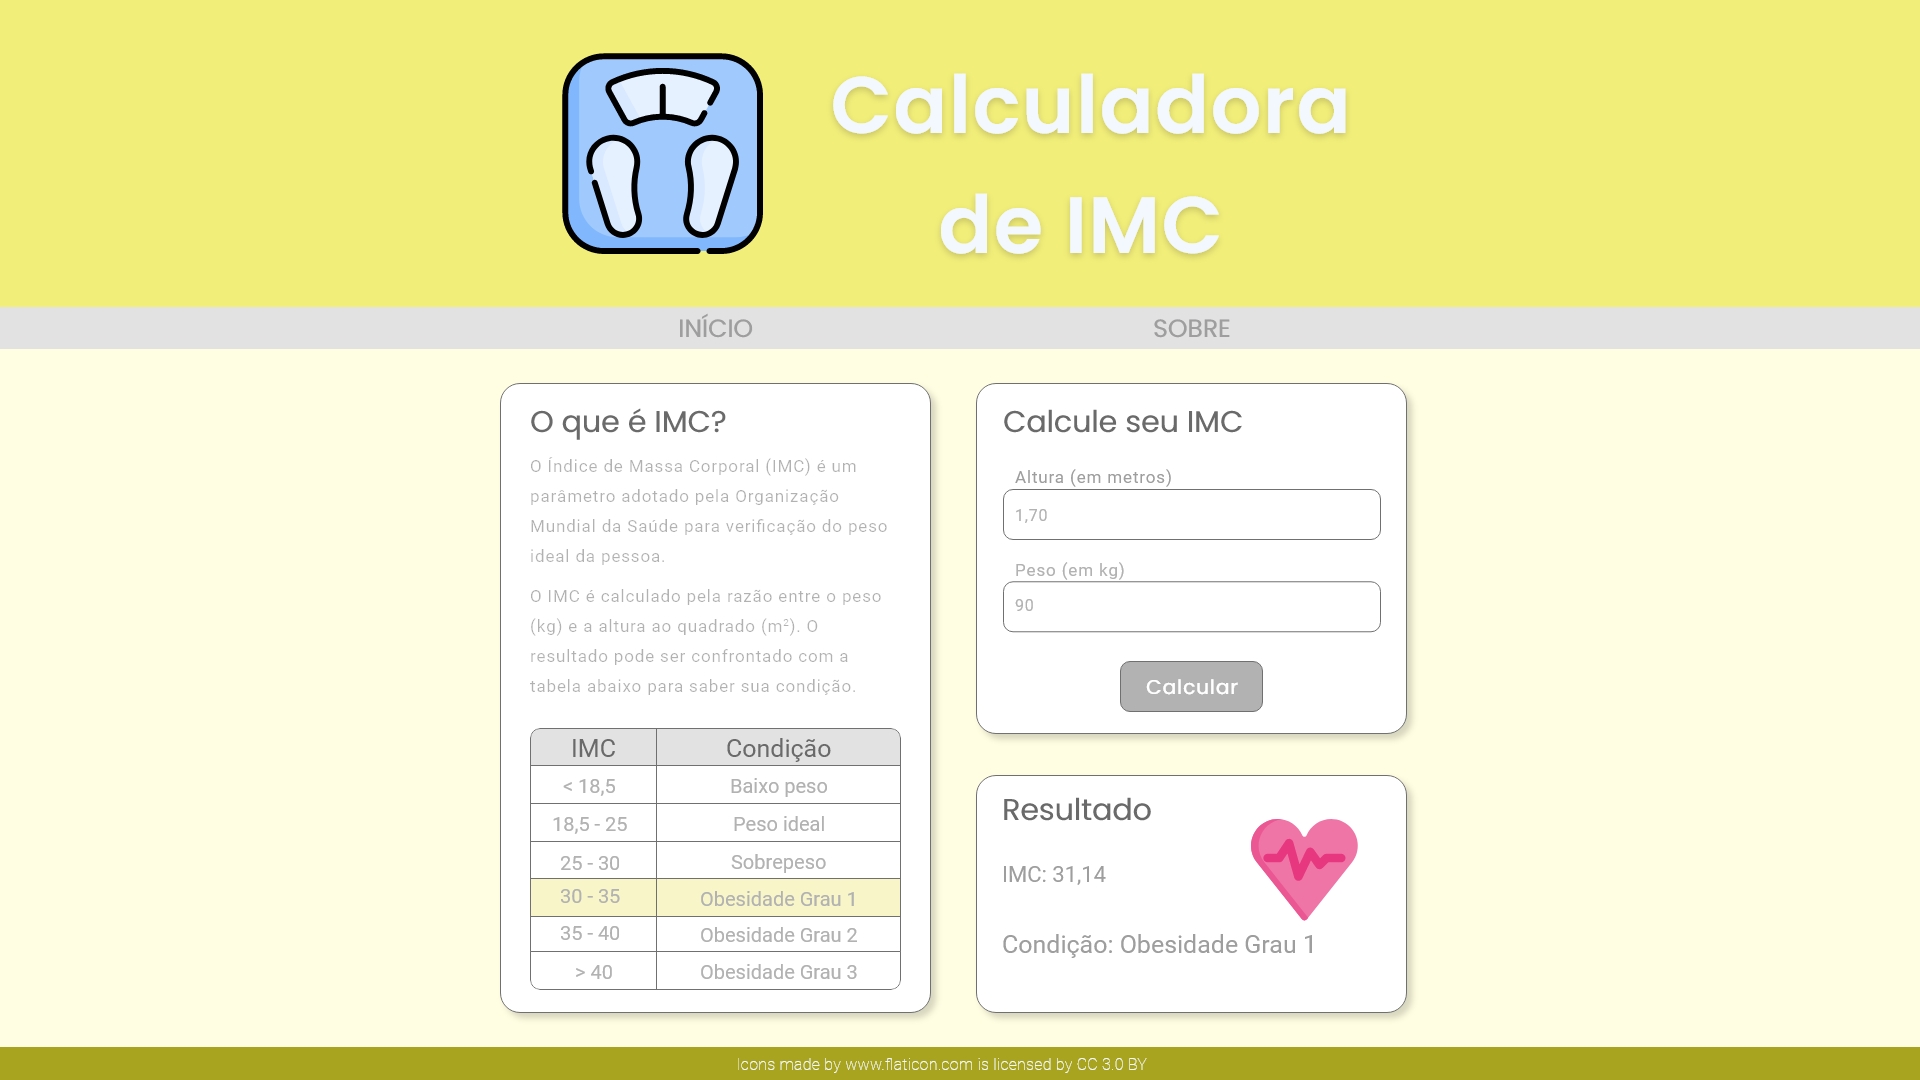 Calculadora
de IMC
INÍCIO
SOBRE
O que é IMC?
O Índice de Massa Corporal (IMC) é um
parâmetro adotado pela Organização
Mundial da Saúde para verificação do peso
ideal da pessoa.
O IMC é calculado pela razão entre o peso
(kg) e a altura ao quadrado (m²). O
resultado pode ser confrontado com a
tabela abaixo para saber sua condição.
IMC Condição
< 18,5 Baixo peso
18,5 - 25 Peso ideal
25 - 30 Sobrepeso
30 - 35 Obesidade Grau 1
35 - 40 Obesidade Grau 2
> 40 Obesidade Grau 3
Calcule seu IMC
Altura (em metros)
1,70
Peso (em kg)
90
Calcular
Resultado
IMC: 31,14
Condição: Obesidade Grau 1
Icons made by www.flaticon.com is licensed by CC 3.0 BY